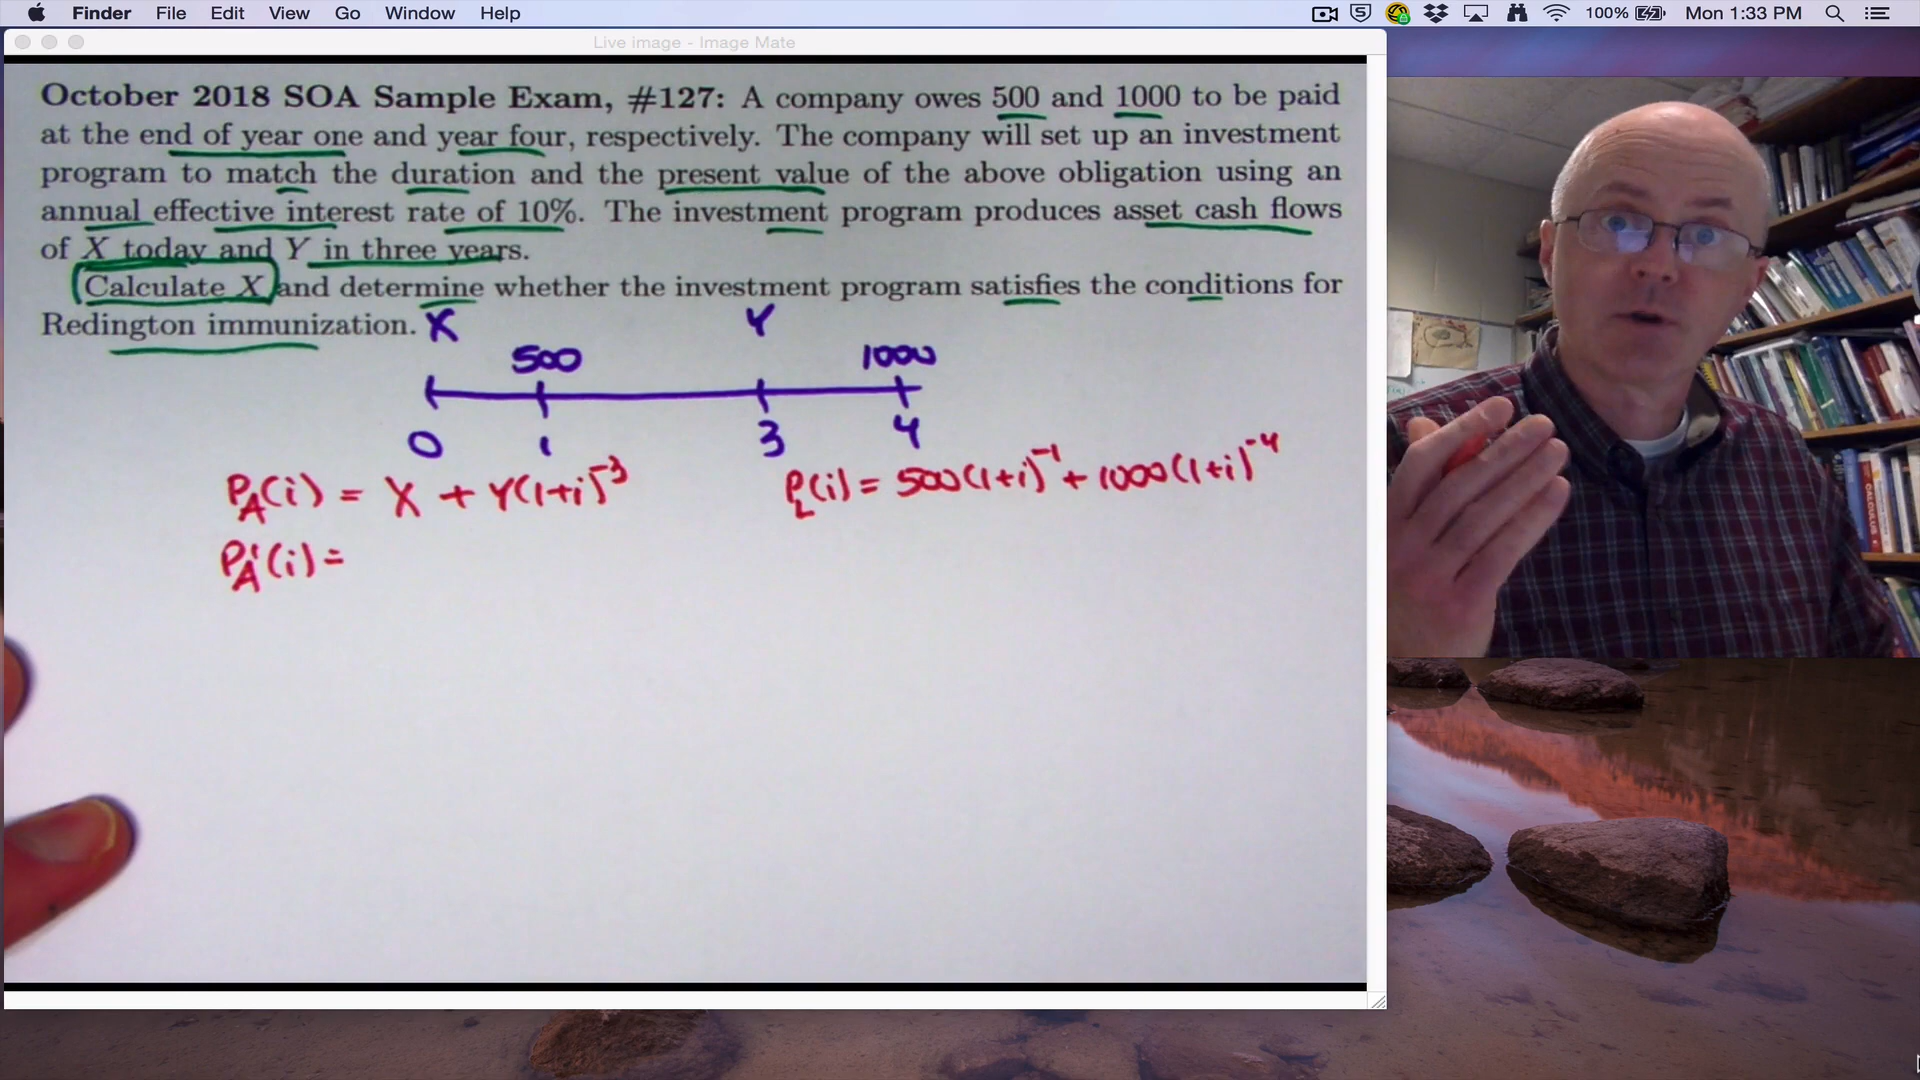 Finder File Edit View Go Window Help 100% Mon 1:33 PM
Live image - Image Mate
October 2018 SOA Sample Exam, #127: A company owes 500 and 1000 to be paid
at the end of year one and year four, respectively. The company will set up an investment
program to match the duration and the present value of the above obligation using an
annual effective interest rate of 10%. The investment program produces asset cash flows
of X today and Y in three years.
Calculate X and determine whether the investment program satisfies the conditions for
Redington immunization.
X Y
500 1000
0 1 3 4
P_A(i) = X + Y(1+i)^-3 P_L(i) = 500(1+i)^-1 + 1000(1+i)^-4
P_A'(i) =
CALCULUS